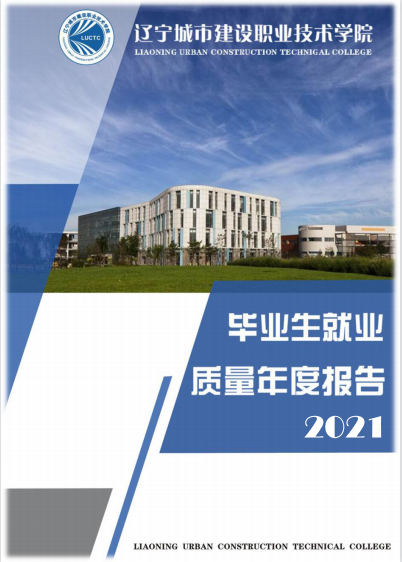 辽宁城市建设职业技术学院
LIAONING URBAN CONSTRUCTION TECHNIGAL COLLEGE
LUCTC
毕业生就业
质量年度报告
2021
LIAONING URBAN CONSTRUCTION TECHNICAL COLLEGE